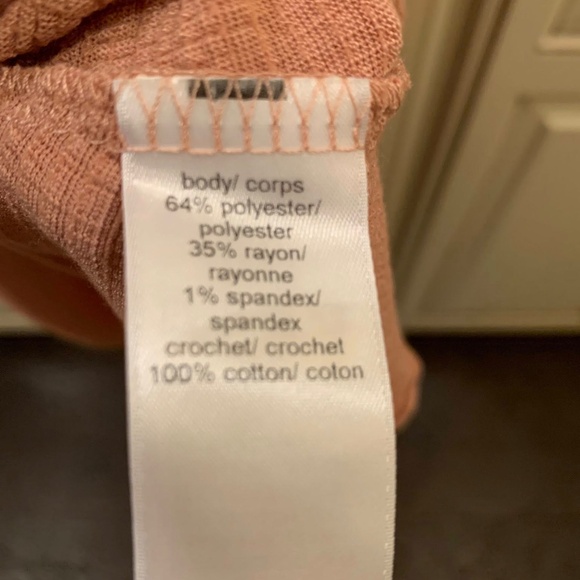 body/ corps
64% polyester/
polyester
35% rayon/
rayonne
1% spandex/
spandex
crochet/ crochet
100% cotton/ coton